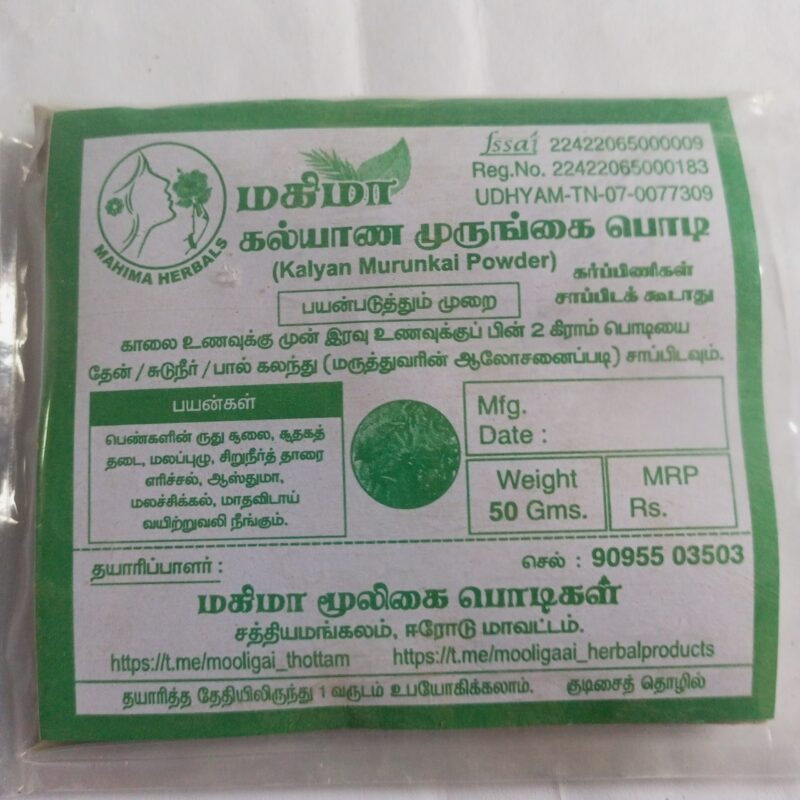 fssai 22422065000009
Reg.No. 22422065000183
UDHYAM-TN-07-0077309
MAHIMA HERBALS
மகிமா
கல்யாண முருங்கை பொடி
(Kalyan Murunkai Powder)
கர்ப்பிணிகள்
சாப்பிடக் கூடாது
பயன்படுத்தும் முறை
காலை உணவுக்கு முன் இரவு உணவுக்குப் பின் 2 கிராம் பொடியை
தேன் / சுடுநீர் / பால் கலந்து (மருத்துவரின் ஆலோசனைப்படி) சாப்பிடவும்.
பயன்கள்
பெண்களின் ருது சூலை, சூதகத்
தடை, மலப்புழு, சிறுநீர்த் தாரை
எரிச்சல், ஆஸ்துமா,
மலச்சிக்கல், மாதவிடாய்
வயிற்றுவலி நீங்கும்.
Mfg.
Date :
Weight
50 Gms.
MRP
Rs.
தயாரிப்பாளர் :
செல் : 90955 03503
மகிமா மூலிகை பொடிகள்
சத்தியமங்கலம், ஈரோடு மாவட்டம்.
https://t.me/mooligai_thottam https://t.me/mooligaai_herbalproducts
தயாரித்த தேதியிலிருந்து 1 வருடம் உபயோகிக்கலாம். குடிசைத் தொழில்